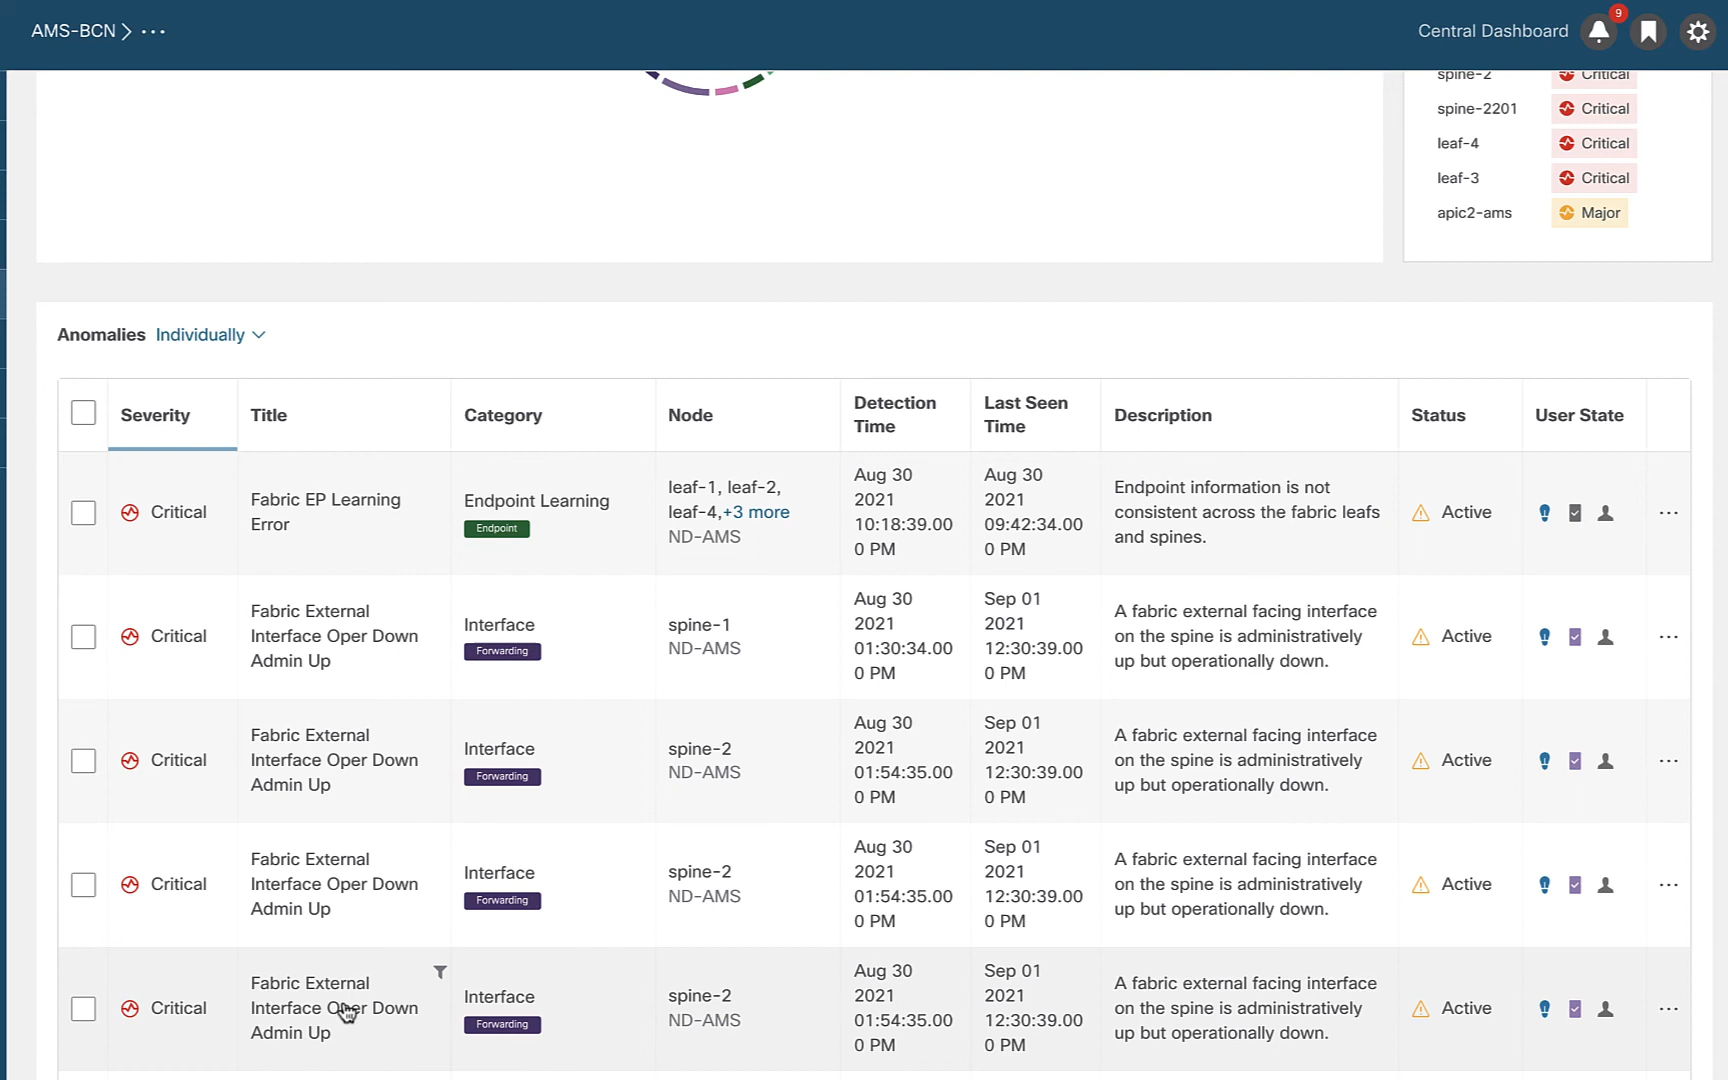 AMS-BCN
Central Dashboard
9
spine-2 Critical
spine-2201 Critical
leaf-4 Critical
leaf-3 Critical
apic2-ams Major
Anomalies Individually
Severity
Title
Category
Node
Detection
Time
Last Seen
Time
Description
Status
User State
Critical
Fabric EP Learning
Error
Endpoint Learning
Endpoint
leaf-1, leaf-2,
leaf-4,+3 more
ND-AMS
Aug 30
2021
10:18:39.00
0 PM
Aug 30
2021
09:42:34.00
0 PM
Endpoint information is not
consistent across the fabric leafs
and spines.
Active
Critical
Fabric External
Interface Oper Down
Admin Up
Interface
Forwarding
spine-1
ND-AMS
Aug 30
2021
01:30:34.00
0 PM
Sep 01
2021
12:30:39.00
0 PM
A fabric external facing interface
on the spine is administratively
up but operationally down.
Active
Critical
Fabric External
Interface Oper Down
Admin Up
Interface
Forwarding
spine-2
ND-AMS
Aug 30
2021
01:54:35.00
0 PM
Sep 01
2021
12:30:39.00
0 PM
A fabric external facing interface
on the spine is administratively
up but operationally down.
Active
Critical
Fabric External
Interface Oper Down
Admin Up
Interface
Forwarding
spine-2
ND-AMS
Aug 30
2021
01:54:35.00
0 PM
Sep 01
2021
12:30:39.00
0 PM
A fabric external facing interface
on the spine is administratively
up but operationally down.
Active
Critical
Fabric External
Interface Oper Down
Admin Up
Interface
Forwarding
spine-2
ND-AMS
Aug 30
2021
01:54:35.00
0 PM
Sep 01
2021
12:30:39.00
0 PM
A fabric external facing interface
on the spine is administratively
up but operationally down.
Active